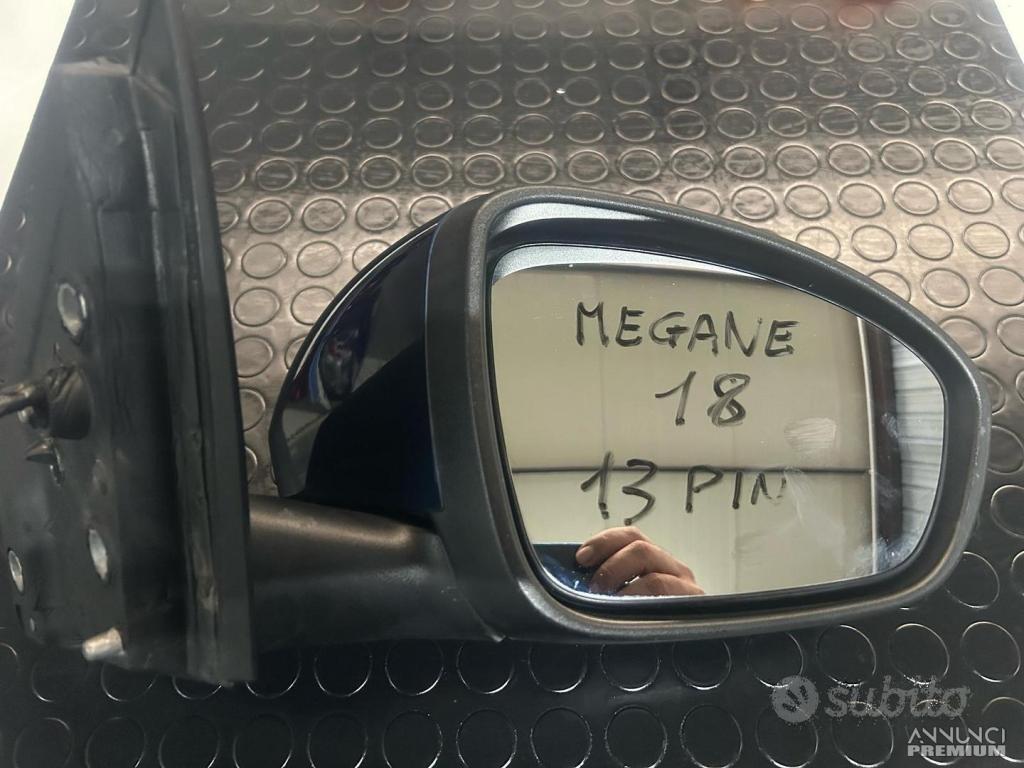 MEGANE
18
13 PIN
subito
ANNUNCI
PREMIUM